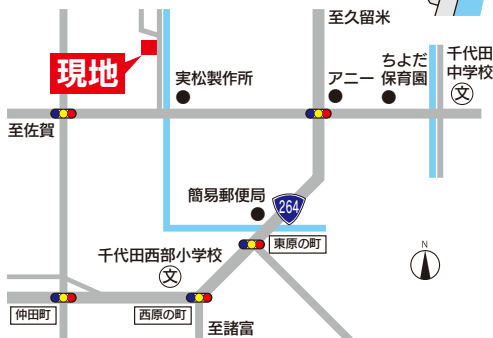 至久留米
現地
実松製作所
アニー
ちよだ
保育園
千代田
中学校
文
至佐賀
簡易郵便局
264
東原の町
千代田西部小学校
文
N
仲田町
西原の町
至諸富